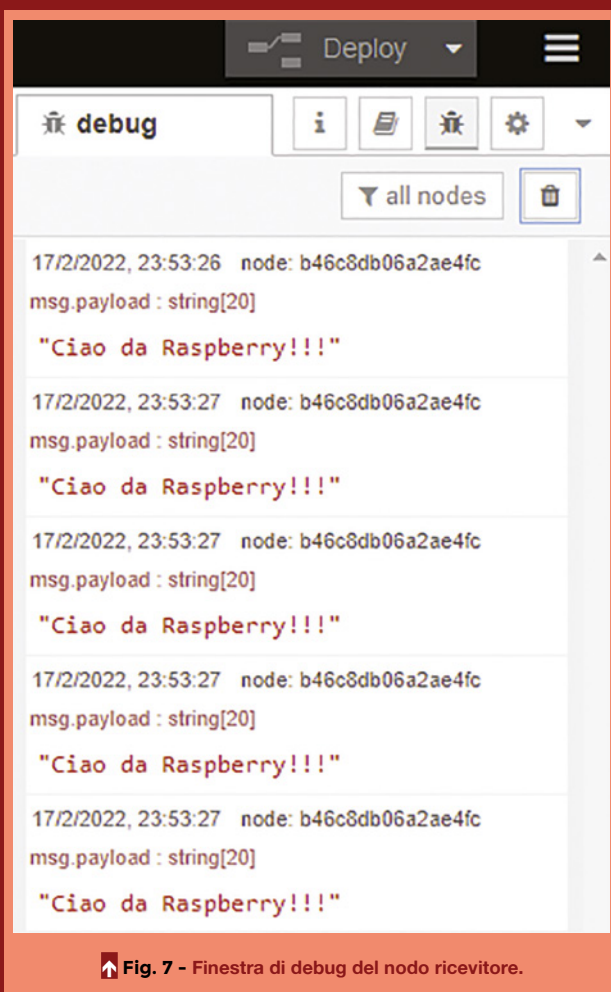 Deploy
debug
i
all nodes
17/2/2022, 23:53:26 node: b46c8db06a2ae4fc
msg.payload : string[20]
"Ciao da Raspberry!!!"
17/2/2022, 23:53:27 node: b46c8db06a2ae4fc
msg.payload : string[20]
"Ciao da Raspberry!!!"
17/2/2022, 23:53:27 node: b46c8db06a2ae4fc
msg.payload : string[20]
"Ciao da Raspberry!!!"
17/2/2022, 23:53:27 node: b46c8db06a2ae4fc
msg.payload : string[20]
"Ciao da Raspberry!!!"
17/2/2022, 23:53:27 node: b46c8db06a2ae4fc
msg.payload : string[20]
"Ciao da Raspberry!!!"
Fig. 7 - Finestra di debug del nodo ricevitore.